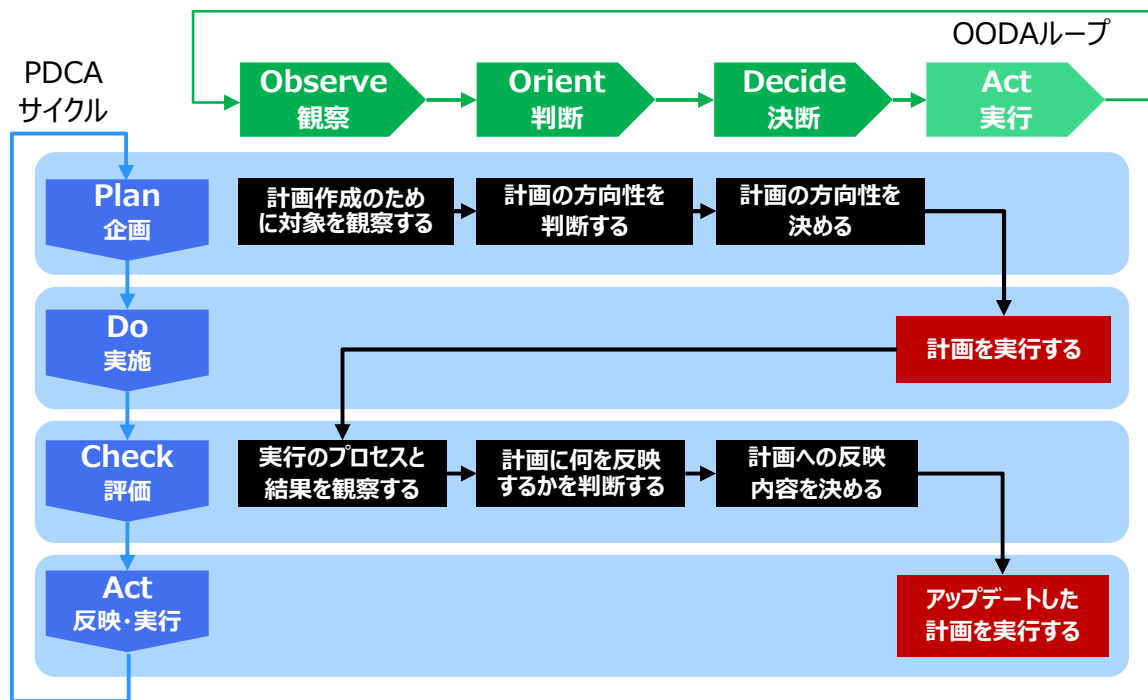 OODAループ
PDCA
サイクル
Observe
観察
Orient
判断
Decide
決断
Act
実行
Plan
企画
計画作成のため
に対象を観察する
計画の方向性を
判断する
計画の方向性を
決める
Do
実施
計画を実行する
Check
評価
実行のプロセスと
結果を観察する
計画に何を反映
するかを判断する
計画への反映
内容を決める
Act
反映・実行
アップデートした
計画を実行する